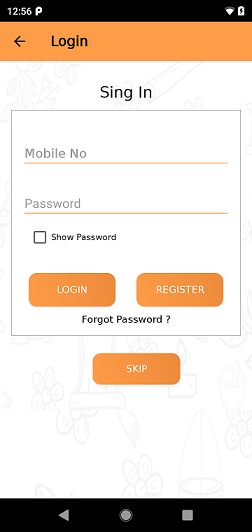 12:56
Login
Sing In
Mobile No
Password
Show Password
LOGIN
REGISTER
Forgot Password ?
SKIP